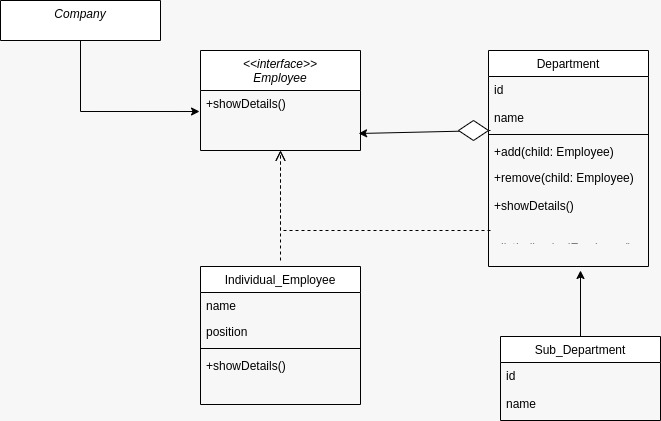 Company
<<interface>>
Employee
+showDetails()
Department
id
name
+add(child: Employee)
+remove(child: Employee)
+showDetails()
Individual_Employee
name
position
+showDetails()
Sub_Department
id
name